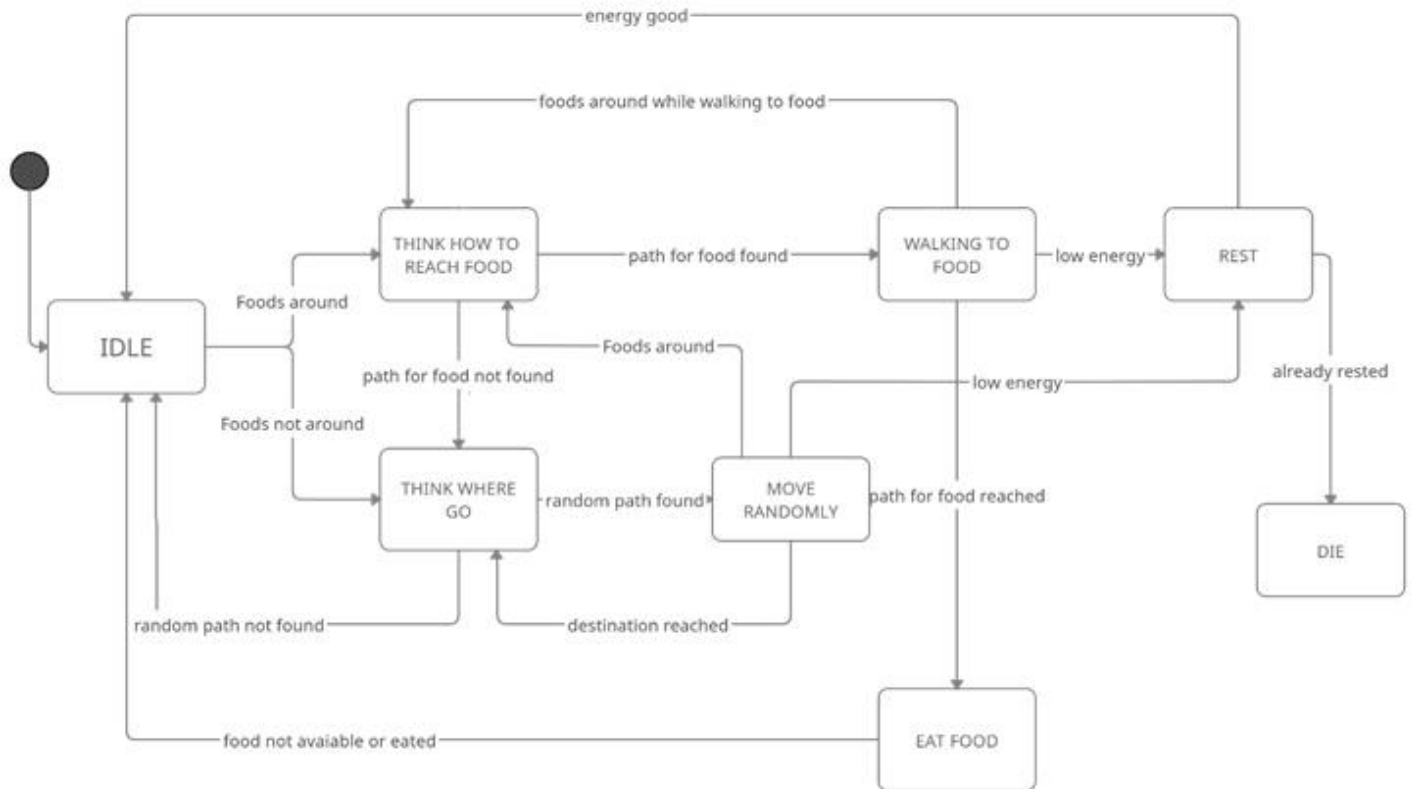 energy good
foods around while walking to food
THINK HOW TO
REACH FOOD
path for food found
WALKING TO
FOOD
low energy
REST
Foods around
IDLE
Foods around
path for food not found
low energy
already rested
Foods not around
THINK WHERE
GO
random path found
MOVE
RANDOMLY
path for food reached
DIE
random path not found
destination reached
food not avaiable or eated
EAT FOOD